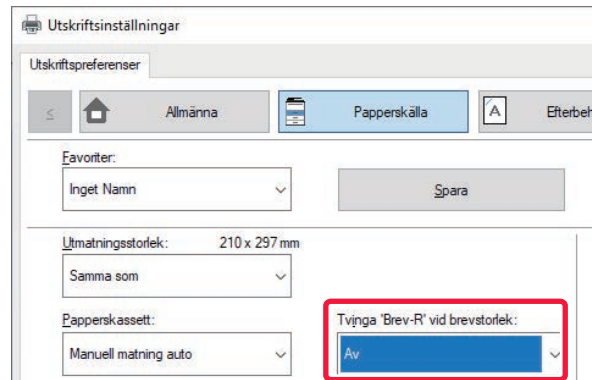 Utskriftsinställningar
Utskriftspreferenser
≤ Allmänna Papperskälla A Efterbeh
Favoriter:
Inget Namn Spara
Utmatningsstorlek: 210 x 297 mm
Samma som
Papperskassett: Tvinga 'Brev-R' vid brevstorlek:
Manuell matning auto Av